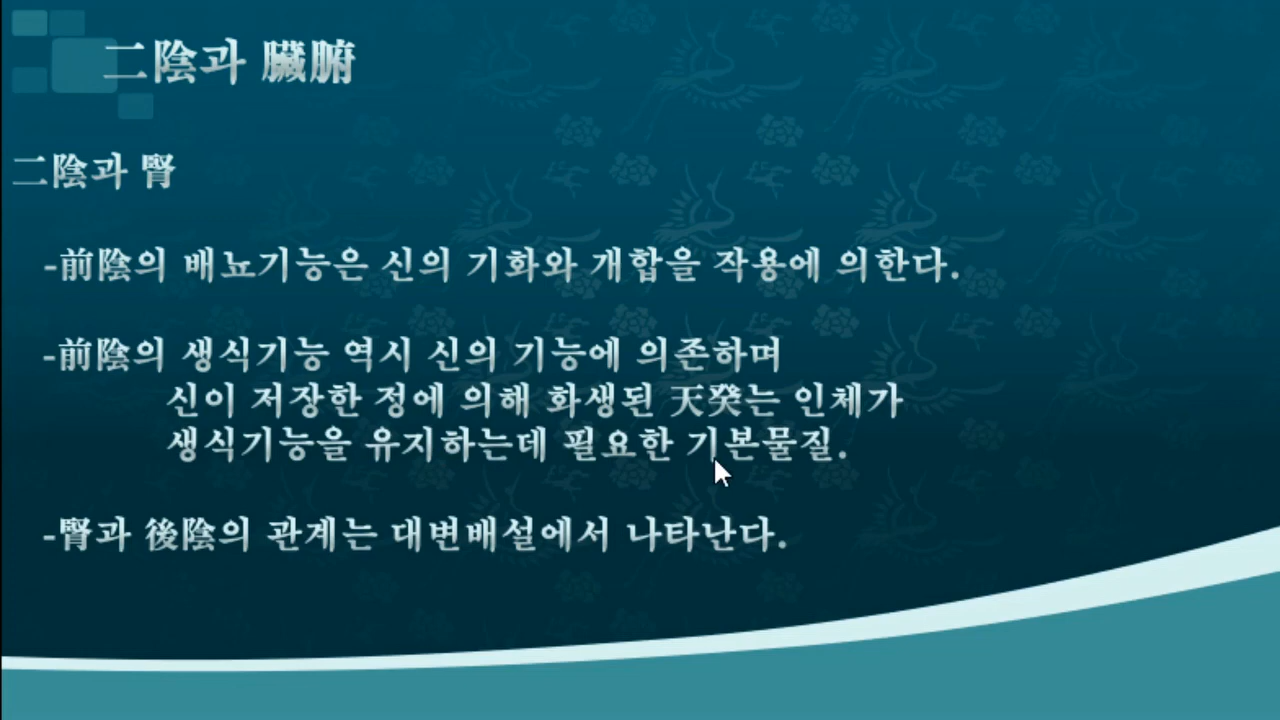 二陰과 臟腑
二陰과 腎
-前陰의 배뇨기능은 신의 기화와 개합을 작용에 의한다.
-前陰의 생식기능 역시 신의 기능에 의존하며
신이 저장한 정에 의해 화생된 天癸는 인체가
생식기능을 유지하는데 필요한 기본물질.
-腎과 後陰의 관계는 대변배설에서 나타난다.